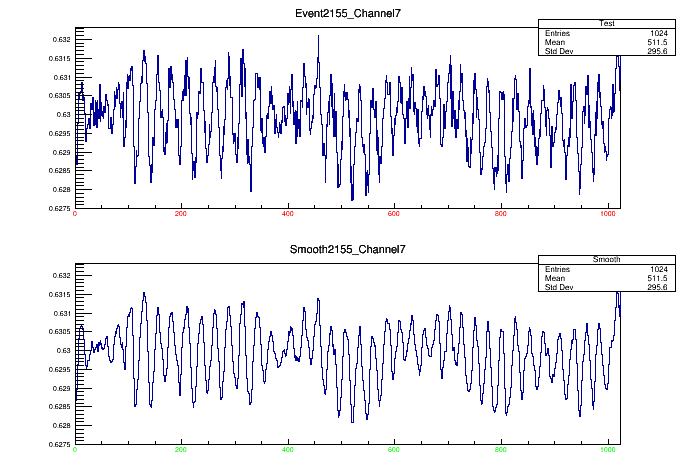 Event2155_Channel7
Test
Entries 1024
Mean 511.5
Std Dev 295.6
0.632
0.6315
0.631
0.6305
0.63
0.6295
0.629
0.6285
0.628
0.6275
0 200 400 600 800 1000
Smooth2155_Channel7
Smooth
Entries 1024
Mean 511.5
Std Dev 295.6
0.632
0.6315
0.631
0.6305
0.63
0.6295
0.629
0.6285
0.628
0.6275
0 200 400 600 800 1000